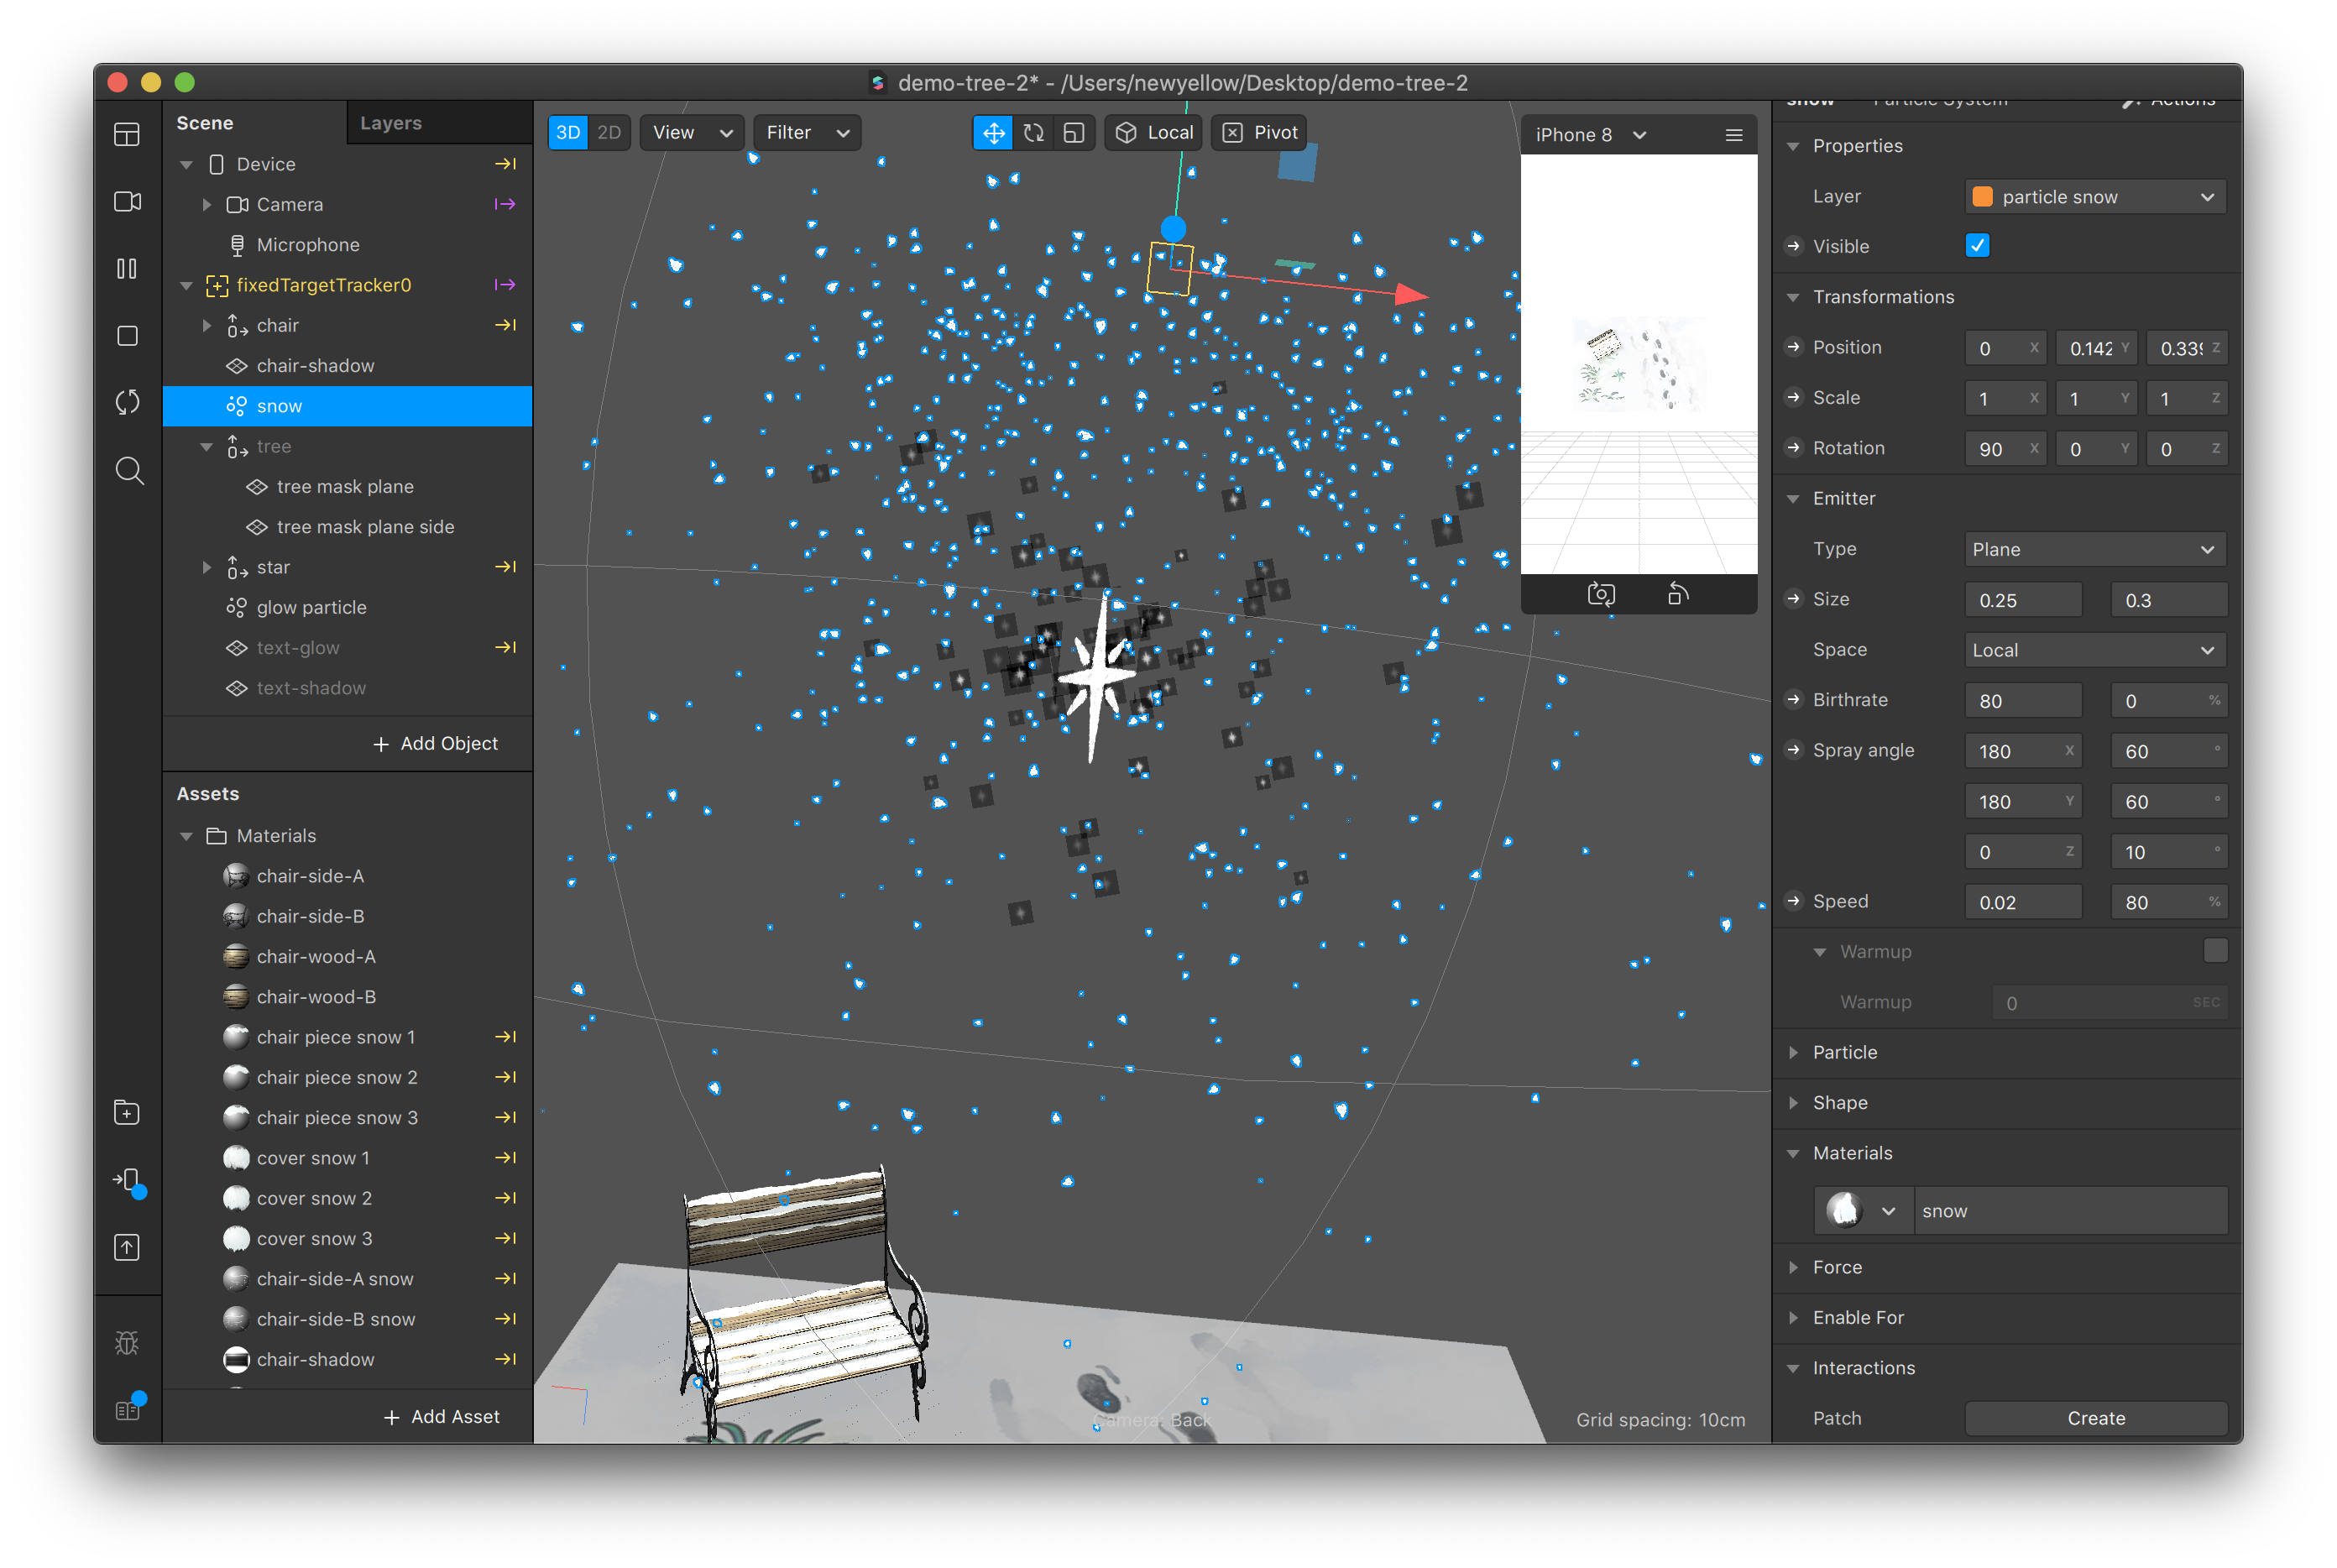 demo-tree-2* - /Users/newyellow/Desktop/demo-tree-2
Scene
Layers
Device
Camera
Microphone
fixedTargetTracker0
chair
chair-shadow
snow
tree
tree mask plane
tree mask plane side
star
glow particle
text-glow
text-shadow
Add Object
Assets
Materials
chair-side-A
chair-side-B
chair-wood-A
chair-wood-B
chair piece snow 1
chair piece snow 2
chair piece snow 3
cover snow 1
cover snow 2
cover snow 3
chair-side-A snow
chair-side-B snow
chair-shadow
Add Asset
3D 2D View Filter Local Pivot
iPhone 8
Camera: Back
Grid spacing: 10cm
snow Particle System Actions
Properties
Layer particle snow
Visible
Transformations
Position 0 X 0.142 Y 0.339 Z
Scale 1 X 1 Y 1 Z
Rotation 90 X 0 Y 0 Z
Emitter
Type Plane
Size 0.25 0.3
Space Local
Birthrate 80 0 %
Spray angle 180 X 60 °
180 Y 60 °
0 Z 10 °
Speed 0.02 80 %
Warmup
Warmup 0 SEC
Particle
Shape
Materials
snow
Force
Enable For
Interactions
Patch Create